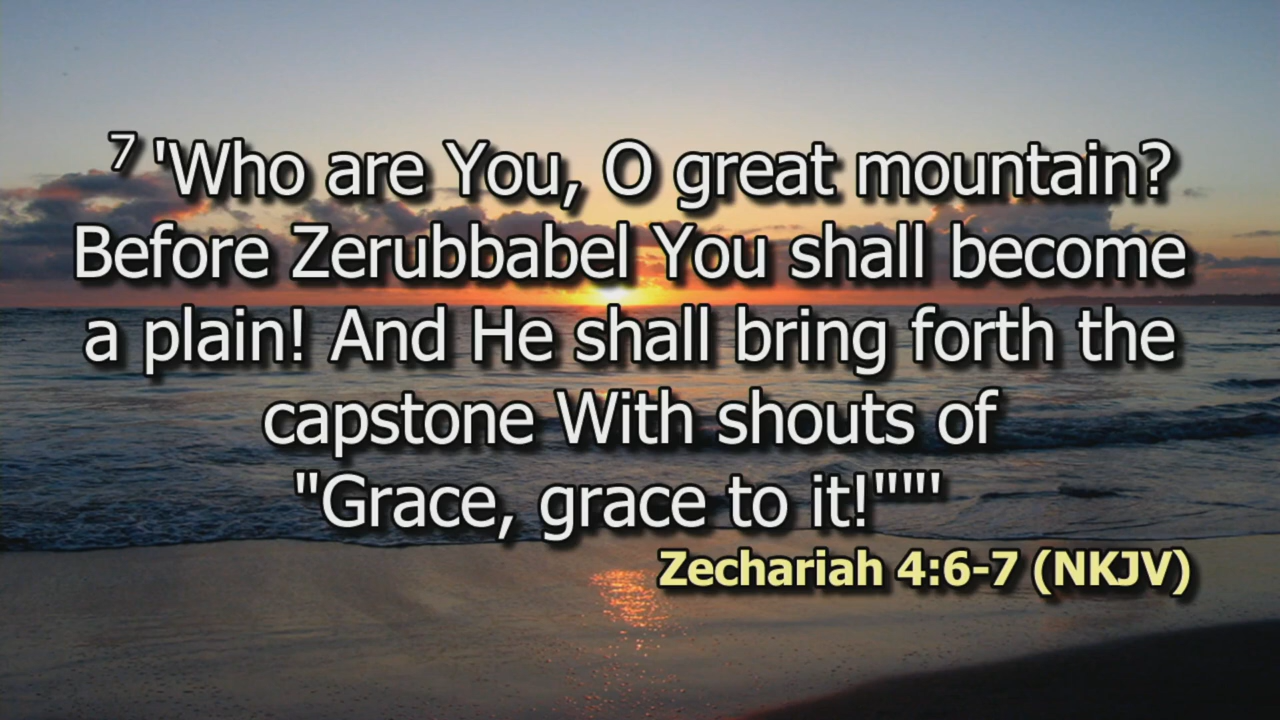 7 'Who are You, O great mountain?
Before Zerubbabel You shall become
a plain! And He shall bring forth the
capstone With shouts of
"Grace, grace to it!""'
Zechariah 4:6-7 (NKJV)